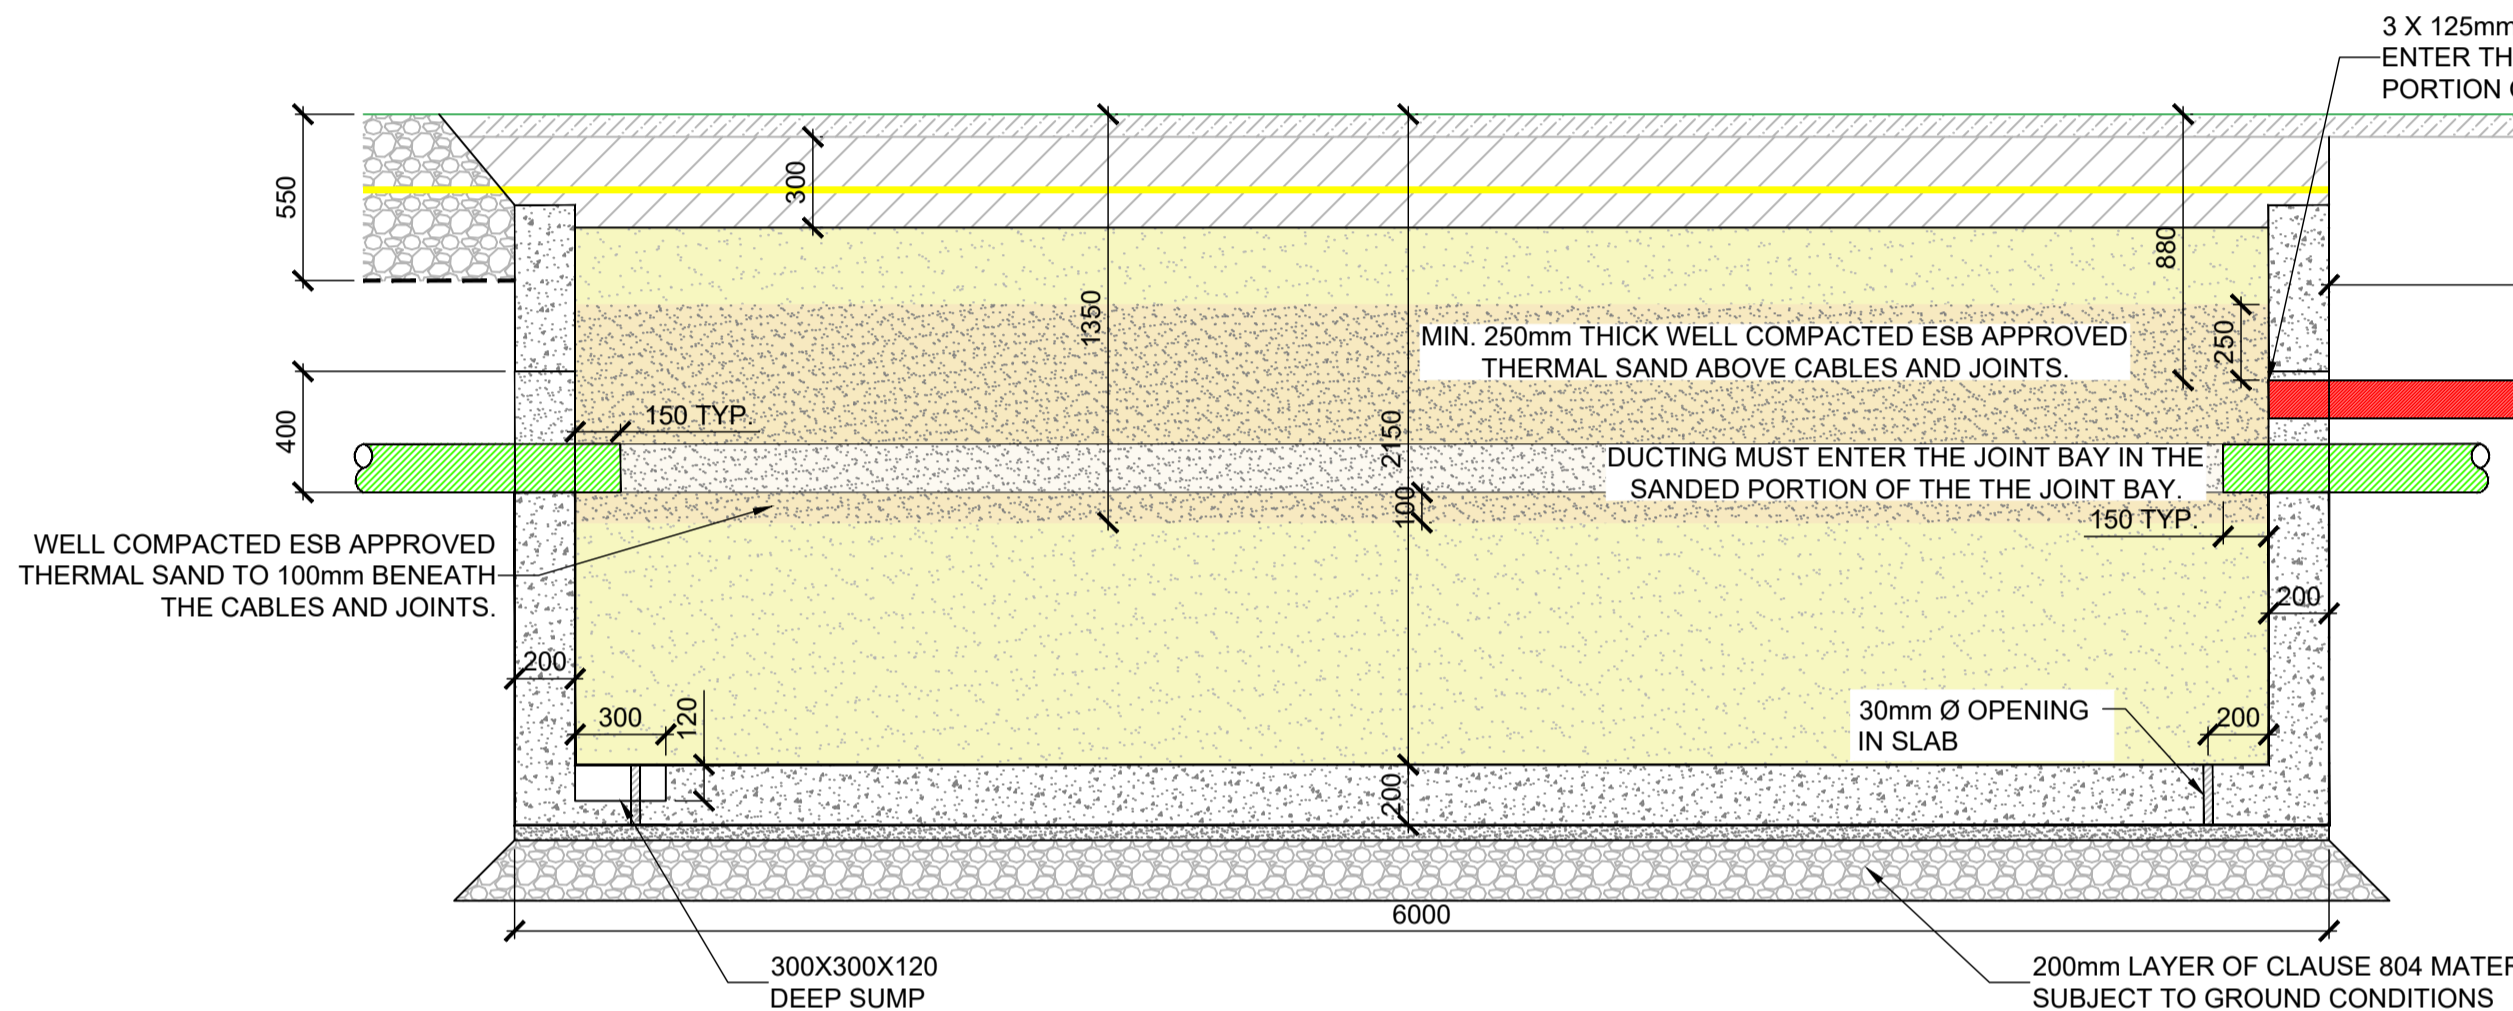 3 X 125mm
ENTER TH
PORTION
550
300
880
1350
250
MIN. 250mm THICK WELL COMPACTED ESB APPROVED
THERMAL SAND ABOVE CABLES AND JOINTS.
400
150 TYP.
2150
DUCTING MUST ENTER THE JOINT BAY IN THE
SANDED PORTION OF THE THE JOINT BAY.
100
150 TYP.
WELL COMPACTED ESB APPROVED
THERMAL SAND TO 100mm BENEATH
THE CABLES AND JOINTS.
200
200
300
120
30mm Ø OPENING
IN SLAB
200
200
6000
300X300X120
DEEP SUMP
200mm LAYER OF CLAUSE 804 MATER
SUBJECT TO GROUND CONDITIONS